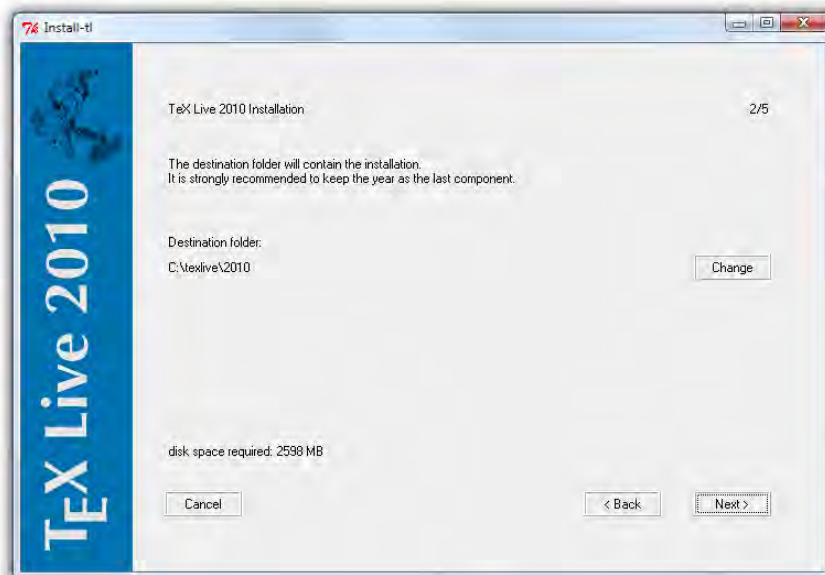 Install-tl
TeX Live 2010 Installation
2/5
The destination folder will contain the installation.
It is strongly recommended to keep the year as the last component.
Destination folder:
C:\texlive\2010
Change
disk space required: 2598 MB
Cancel
< Back
Next >
TEX Live 2010